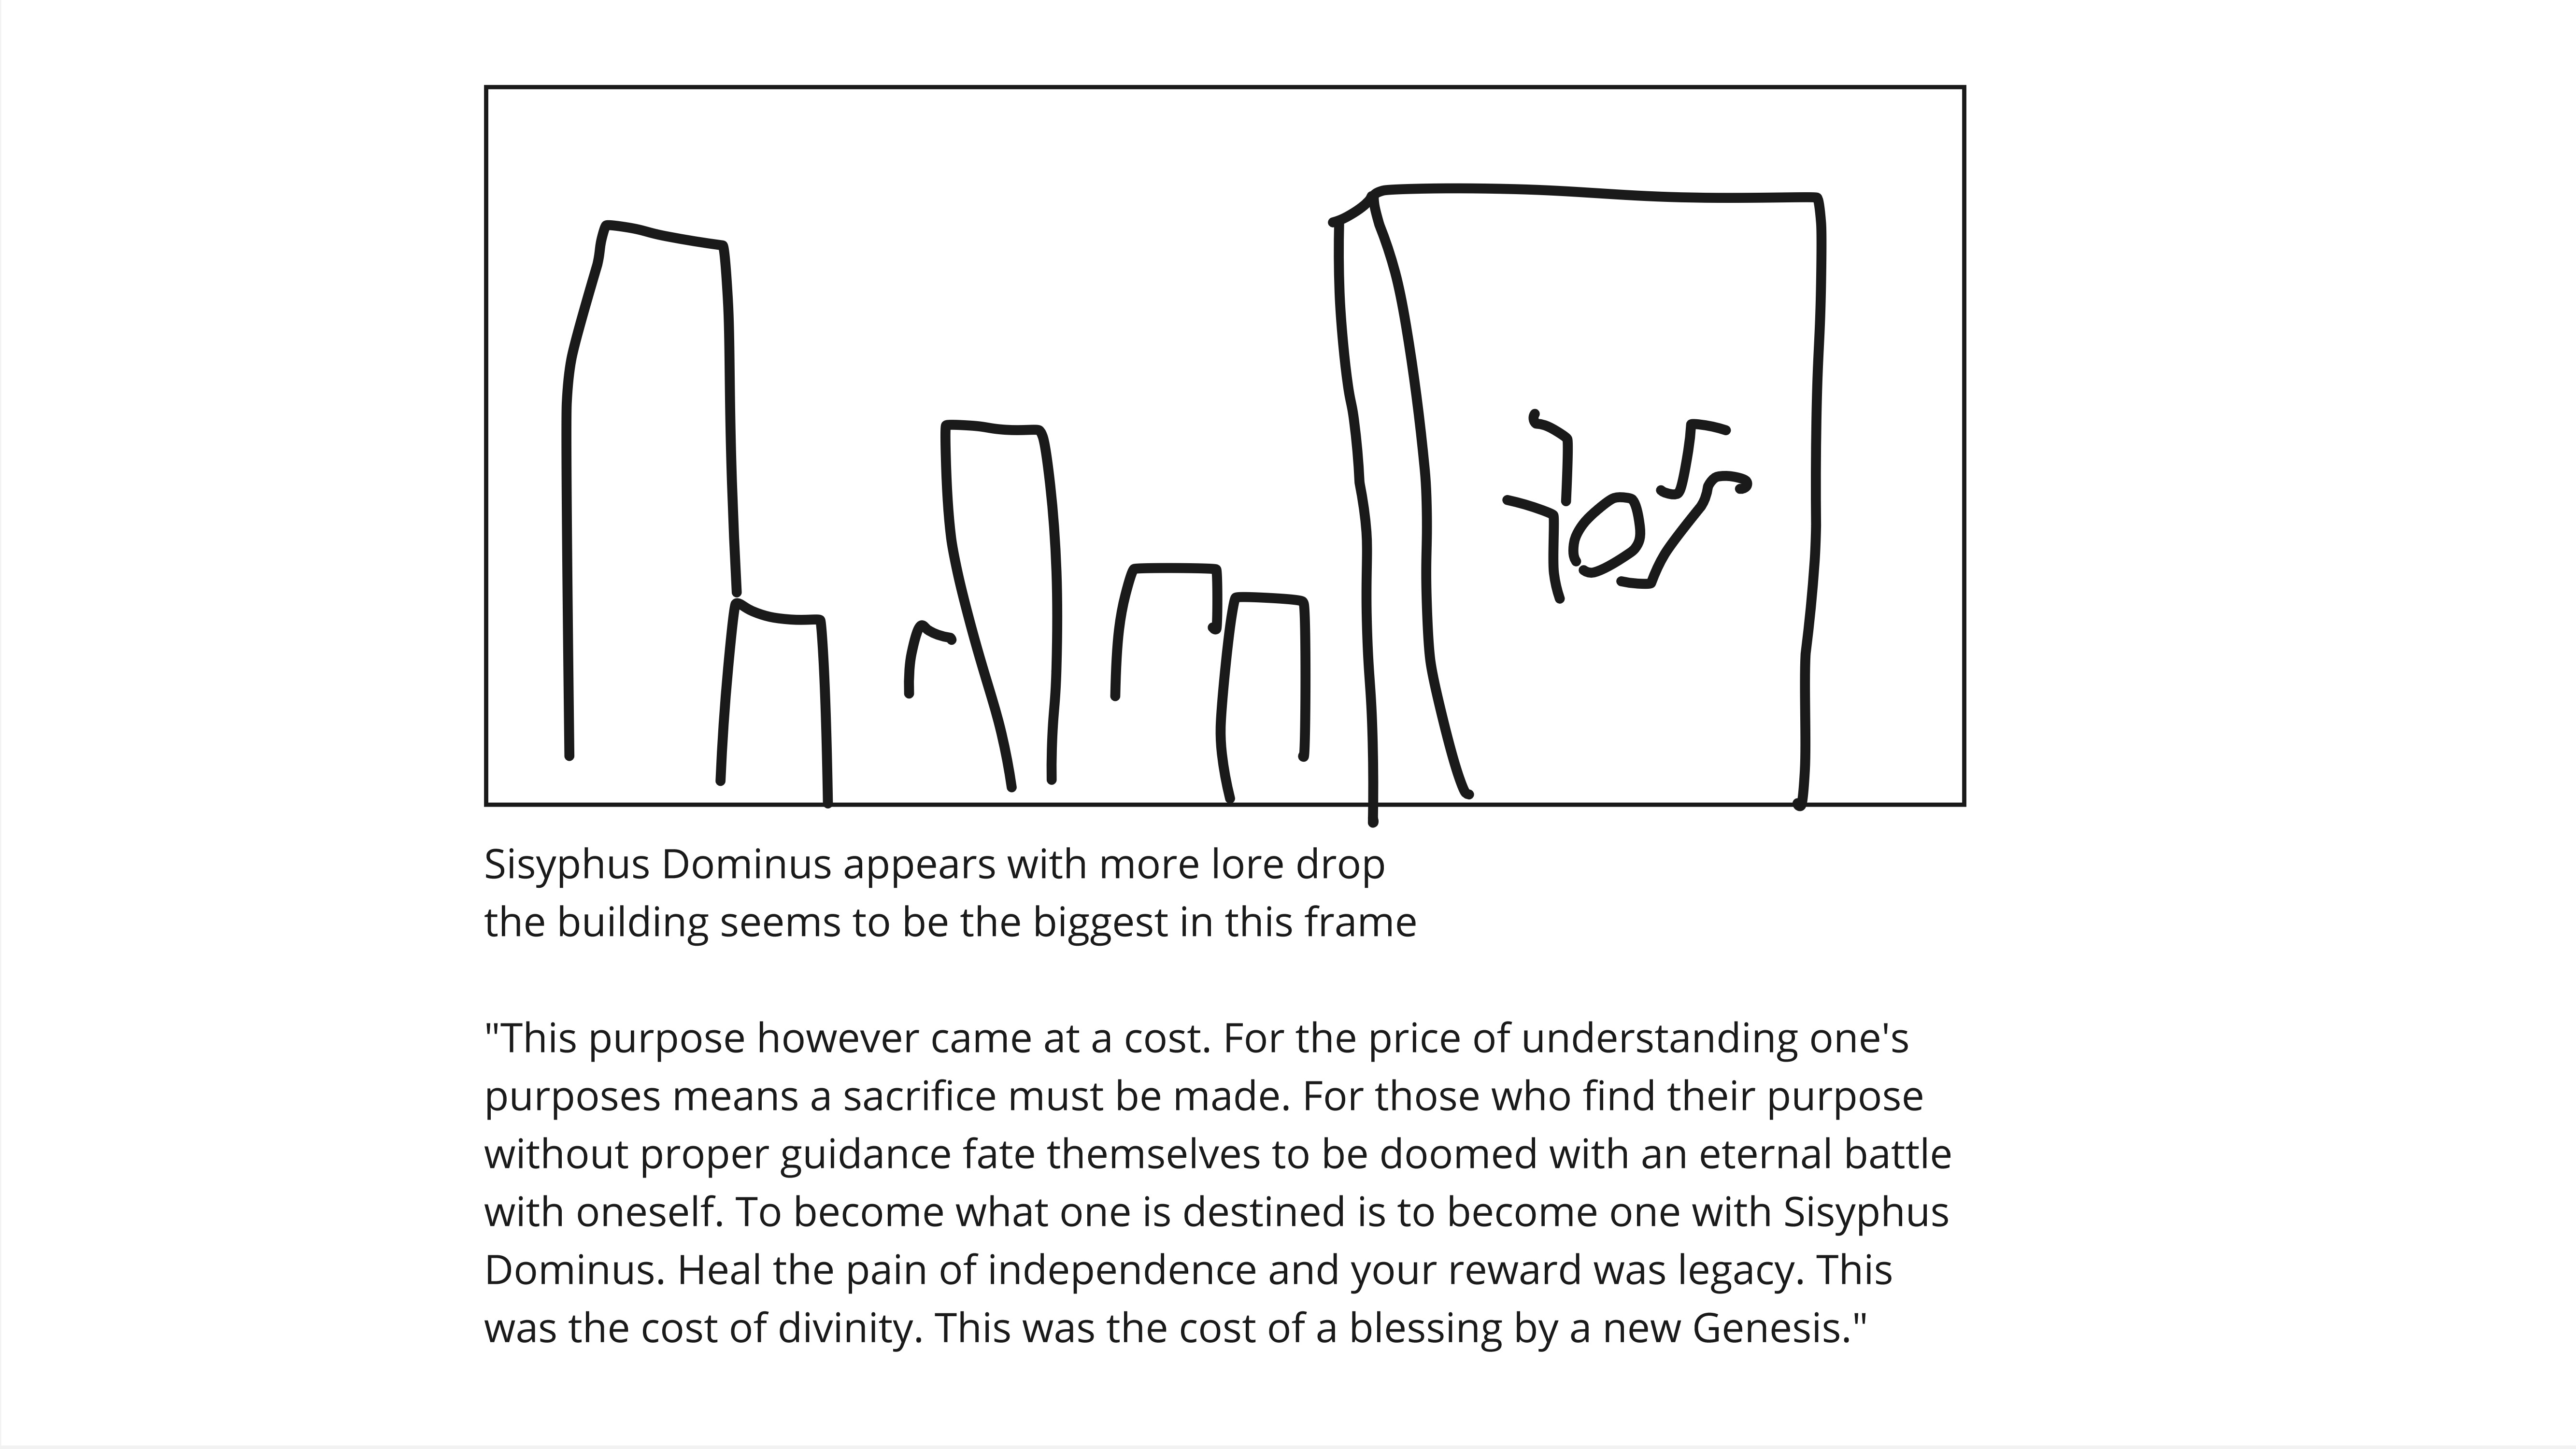 Sisyphus Dominus appears with more lore drop
the building seems to be the biggest in this frame
"This purpose however came at a cost. For the price of understanding one's
purposes means a sacrifice must be made. For those who find their purpose
without proper guidance fate themselves to be doomed with an eternal battle
with oneself. To become what one is destined is to become one with Sisyphus
Dominus. Heal the pain of independence and your reward was legacy. This
was the cost of divinity. This was the cost of a blessing by a new Genesis."